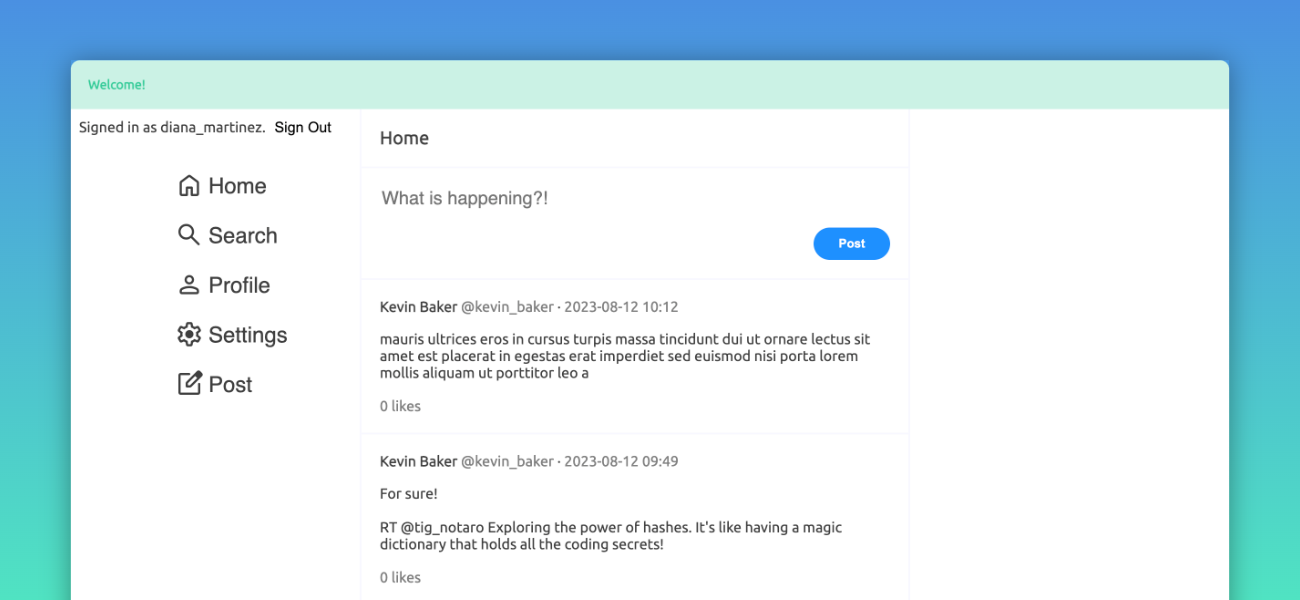 Welcome!
Signed in as diana_martinez. Sign Out
Home
Search
Profile
Settings
Post
Home
What is happening?!
Post
Kevin Baker @kevin_baker · 2023-08-12 10:12
mauris ultrices eros in cursus turpis massa tincidunt dui ut ornare lectus sit
amet est placerat in egestas erat imperdiet sed euismod nisi porta lorem
mollis aliquam ut porttitor leo a
0 likes
Kevin Baker @kevin_baker · 2023-08-12 09:49
For sure!
RT @tig_notaro Exploring the power of hashes. It's like having a magic
dictionary that holds all the coding secrets!
0 likes